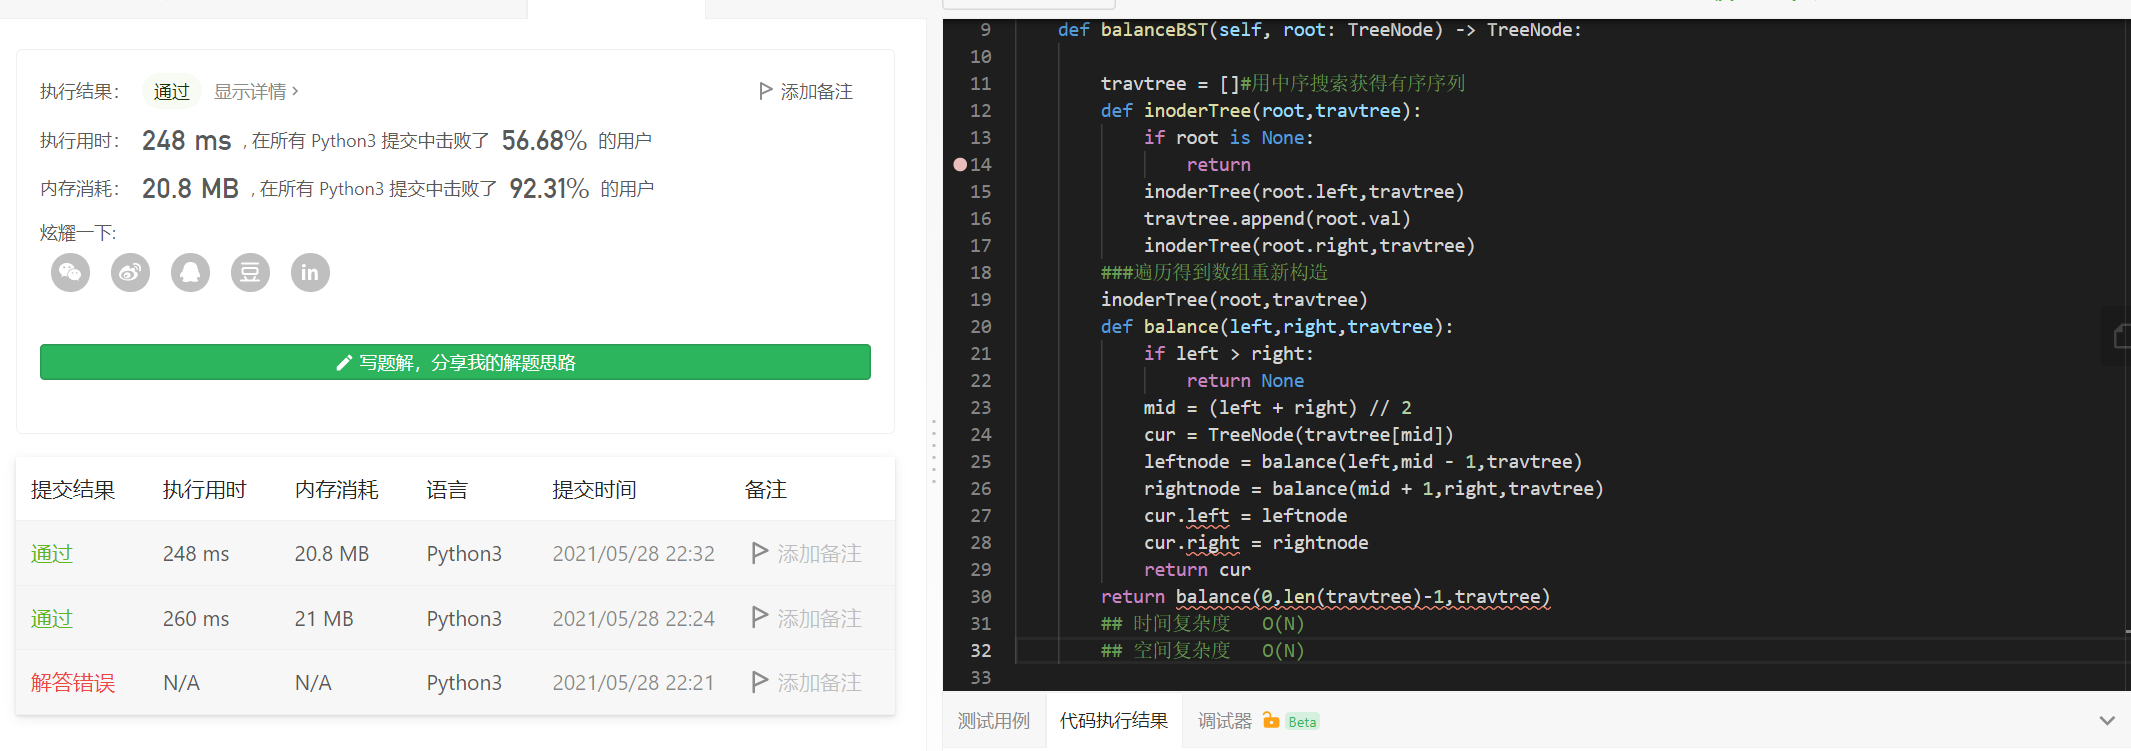 执行结果： 通过 显示详情 > 添加备注
执行用时： 248 ms , 在所有 Python3 提交中击败了 56.68% 的用户
内存消耗： 20.8 MB , 在所有 Python3 提交中击败了 92.31% 的用户
炫耀一下:
豆 in
写题解，分享我的解题思路
提交结果 执行用时 内存消耗 语言 提交时间 备注
通过 248 ms 20.8 MB Python3 2021/05/28 22:32 添加备注
通过 260 ms 21 MB Python3 2021/05/28 22:24 添加备注
解答错误 N/A N/A Python3 2021/05/28 22:21 添加备注
9 def balanceBST(self, root: TreeNode) -> TreeNode:
10
11 travtree = []#用中序搜索获得有序序列
12 def inoderTree(root,travtree):
13 if root is None:
14 return
15 inoderTree(root.left,travtree)
16 travtree.append(root.val)
17 inoderTree(root.right,travtree)
18 ###遍历得到数组重新构造
19 inoderTree(root,travtree)
20 def balance(left,right,travtree):
21 if left > right:
22 return None
23 mid = (left + right) // 2
24 cur = TreeNode(travtree[mid])
25 leftnode = balance(left,mid - 1,travtree)
26 rightnode = balance(mid + 1,right,travtree)
27 cur.left = leftnode
28 cur.right = rightnode
29 return cur
30 return balance(0,len(travtree)-1,travtree)
31 ## 时间复杂度 O(N)
32 ## 空间复杂度 O(N)
33
测试用例 代码执行结果 调试器 Beta